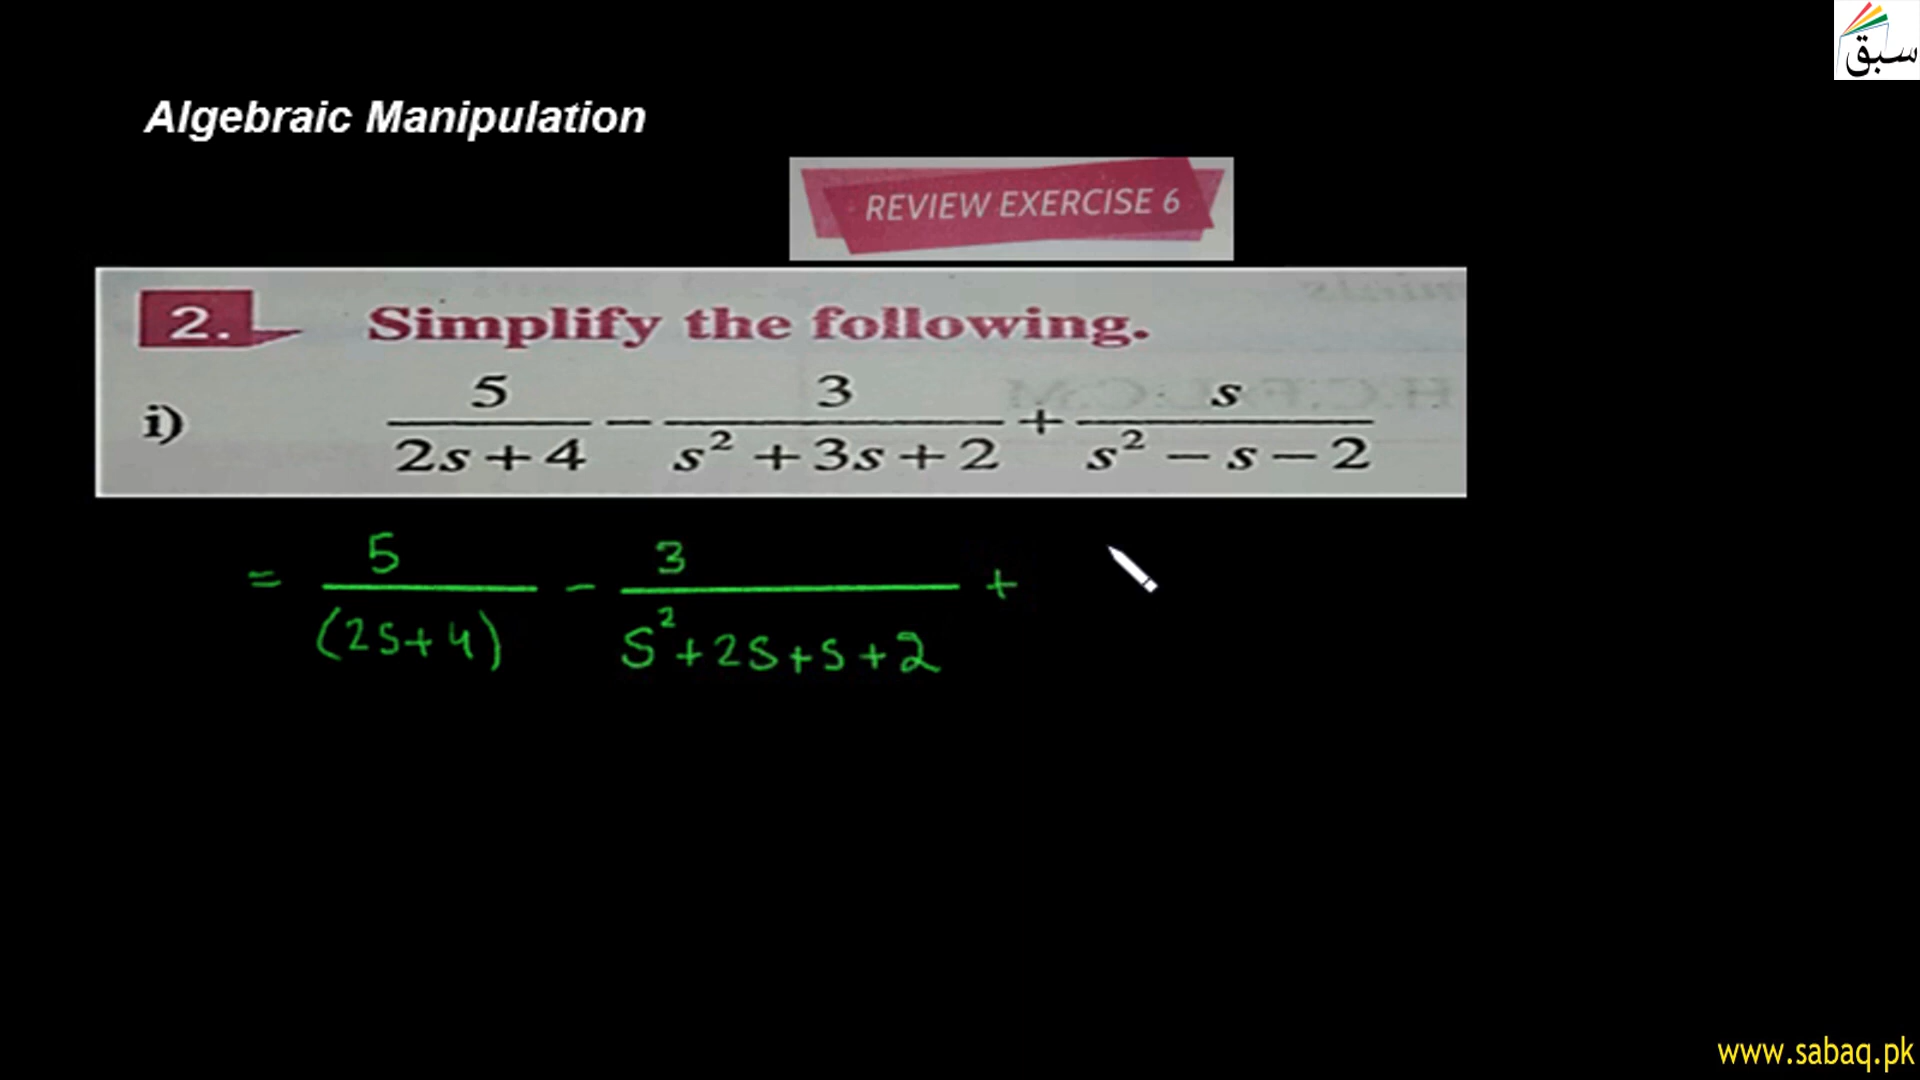 سبق
Algebraic Manipulation
REVIEW EXERCISE 6
2. Simplify the following.
i) 5/(2s+4) − 3/(s²+3s+2) + s/(s²−s−2)
= 5/(2s+4) − 3/(s²+2s+s+2) +
www.sabaq.pk